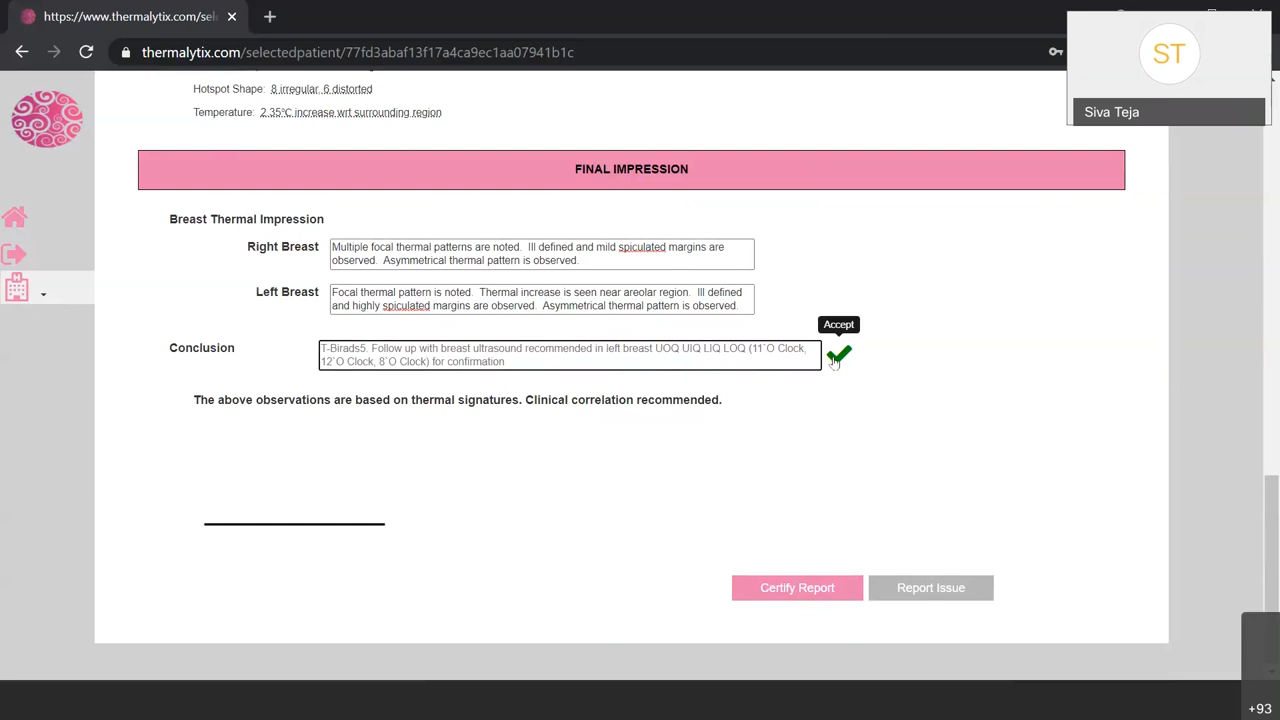 https://www.thermalytix.com/sele
thermalytix.com/selectedpatient/77fd3abaf13f17aea9c1aa07941b1c
ST
Siva Teja
Hotspot Shape: 8 irregular, 6 distorted
Temperature: 2.35°C increase wrt surrounding region
FINAL IMPRESSION
Breast Thermal Impression
Right Breast
Multiple focal thermal patterns are noted. Ill defined and mild spiculated margins are
observed. Asymmetrical thermal pattern is observed.
Left Breast
Focal thermal pattern is noted. Thermal increase is seen near areolar region. Ill defined
and highly spiculated margins are observed. Asymmetrical thermal pattern is observed.
Accept
Conclusion
T-Birads5. Follow up with breast ultrasound recommended in left breast UOQ UIQ LIQ LOQ (11`O Clock,
12`O Clock, 8`O Clock) for confirmation
The above observations are based on thermal signatures. Clinical correlation recommended.
Certify Report
Report Issue
+93